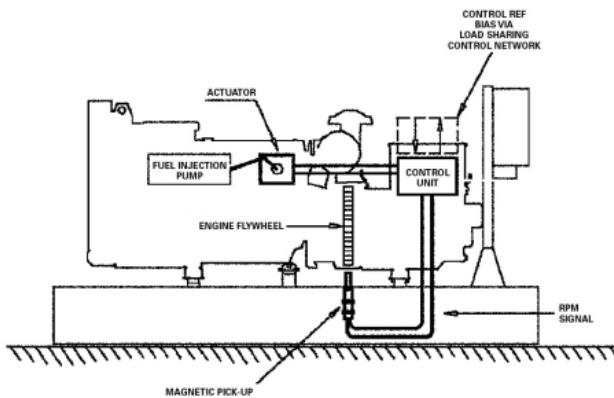 CONTROL REF
BIAS VIA
LOAD SHARING
CONTROL NETWORK
ACTUATOR
FUEL INJECTION
PUMP
CONTROL
UNIT
ENGINE FLYWHEEL
RPM
SIGNAL
MAGNETIC PICK-UP